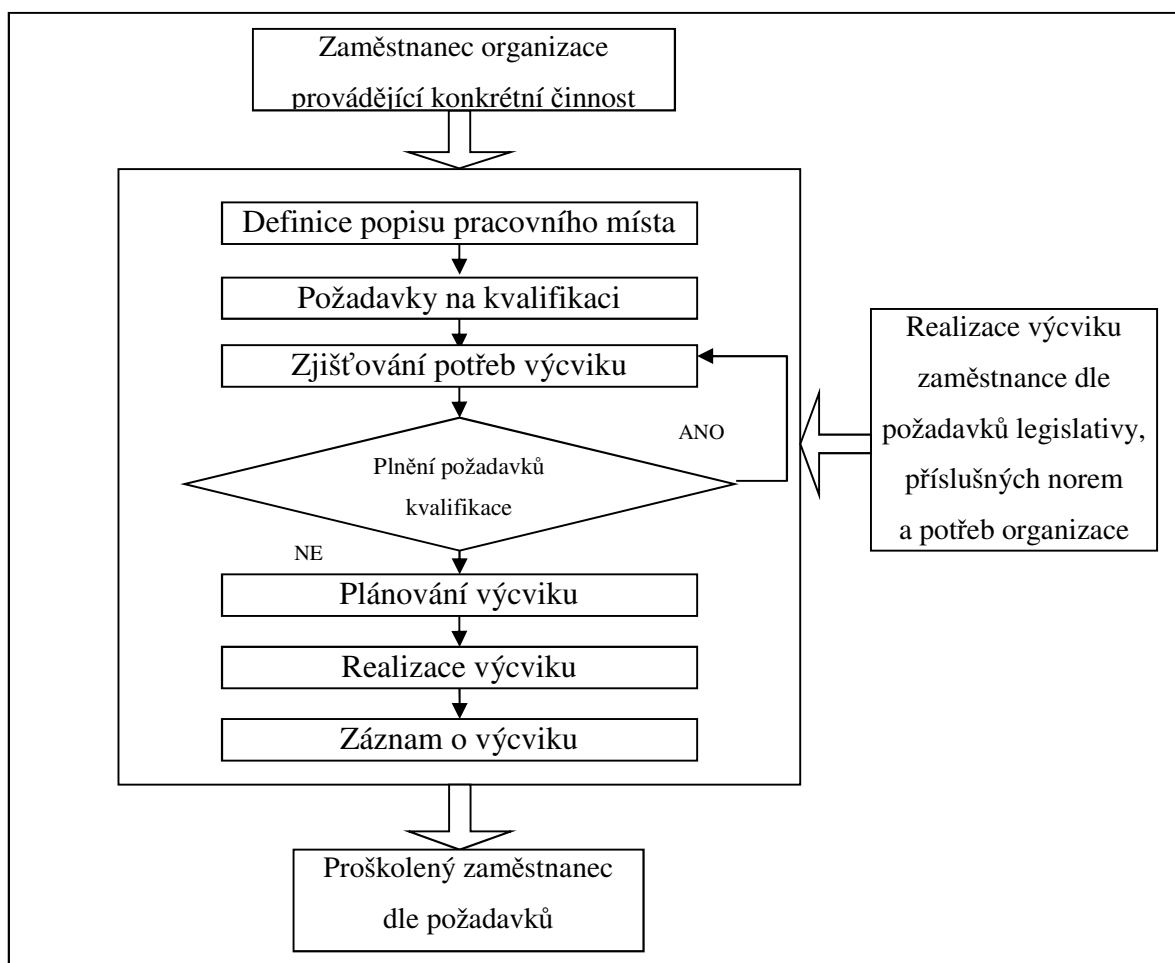 Zaměstnanec organizace
provádějící konkrétní činnost
Definice popisu pracovního místa
Požadavky na kvalifikaci
Zjišťování potřeb výcviku
ANO
Plnění požadavků
kvalifikace
NE
Plánování výcviku
Realizace výcviku
Záznam o výcviku
Realizace výcviku
zaměstnance dle
požadavků legislativy,
příslušných norem
a potřeb organizace
Proškolený zaměstnanec
dle požadavků